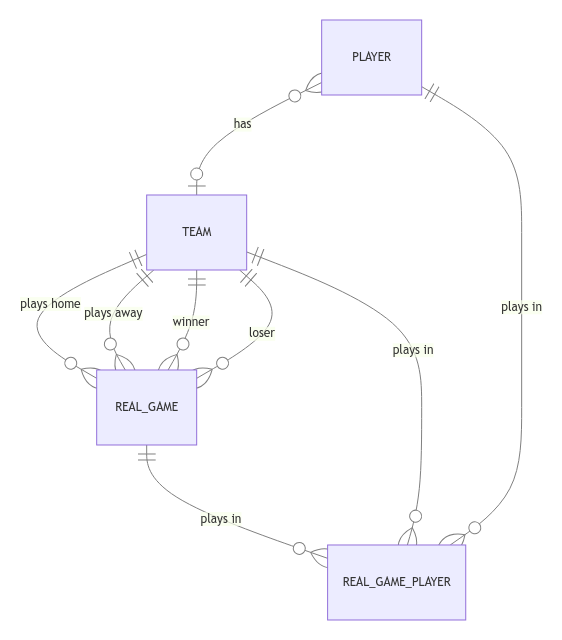 PLAYER
has
TEAM
plays home
plays away
winner
loser
plays in
plays in
REAL_GAME
plays in
REAL_GAME_PLAYER